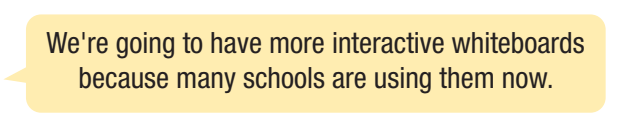 We're going to have more interactive whiteboards
because many schools are using them now.